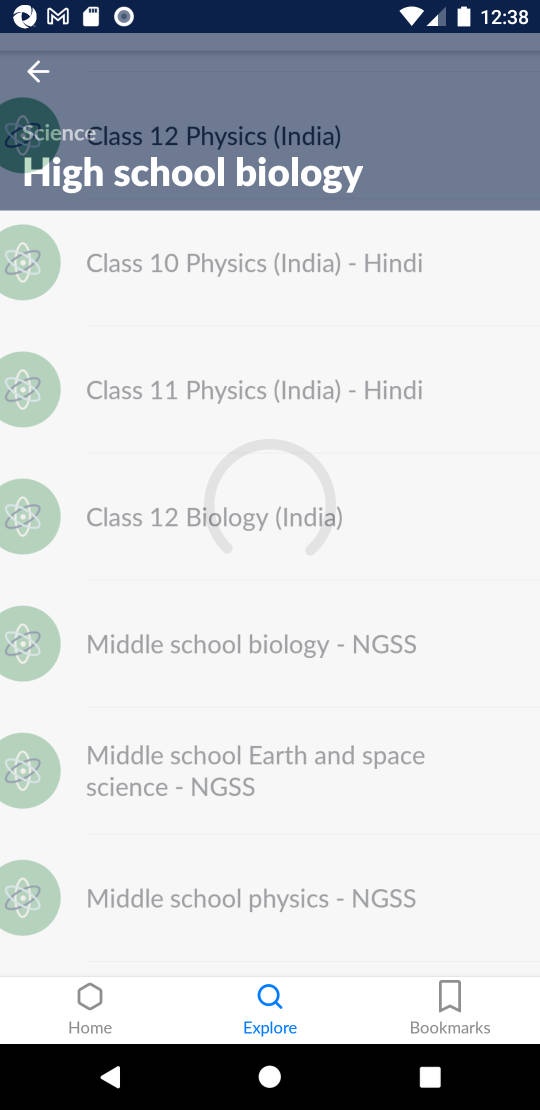 12:38
Science
Class 12 Physics (India)
High school biology
Class 10 Physics (India) - Hindi
Class 11 Physics (India) - Hindi
Class 12 Biology (India)
Middle school biology - NGSS
Middle school Earth and space
science - NGSS
Middle school physics - NGSS
Home
Explore
Bookmarks